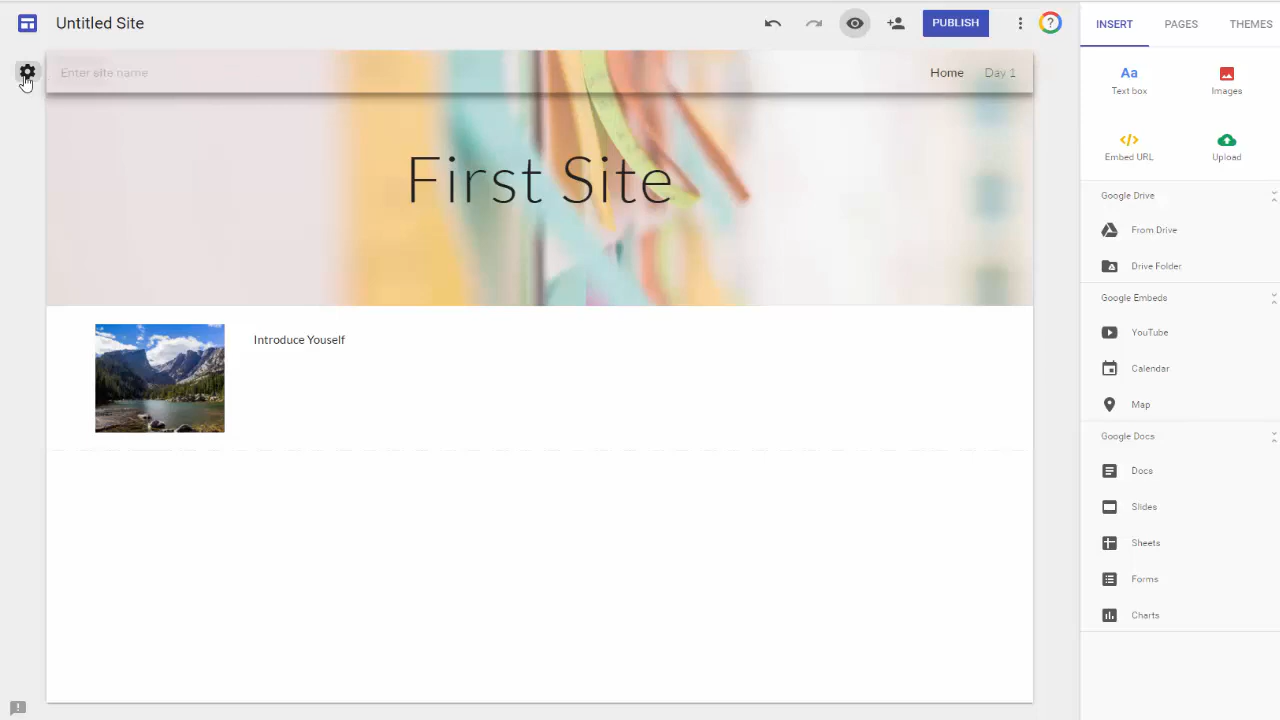 Untitled Site
PUBLISH
?
INSERT PAGES THEMES
Enter site name
Home Day 1
First Site
Introduce Youself
Aa
Text box
Images
Embed URL
Upload
Google Drive
From Drive
Drive Folder
Google Embeds
YouTube
Calendar
Map
Google Docs
Docs
Slides
Sheets
Forms
Charts